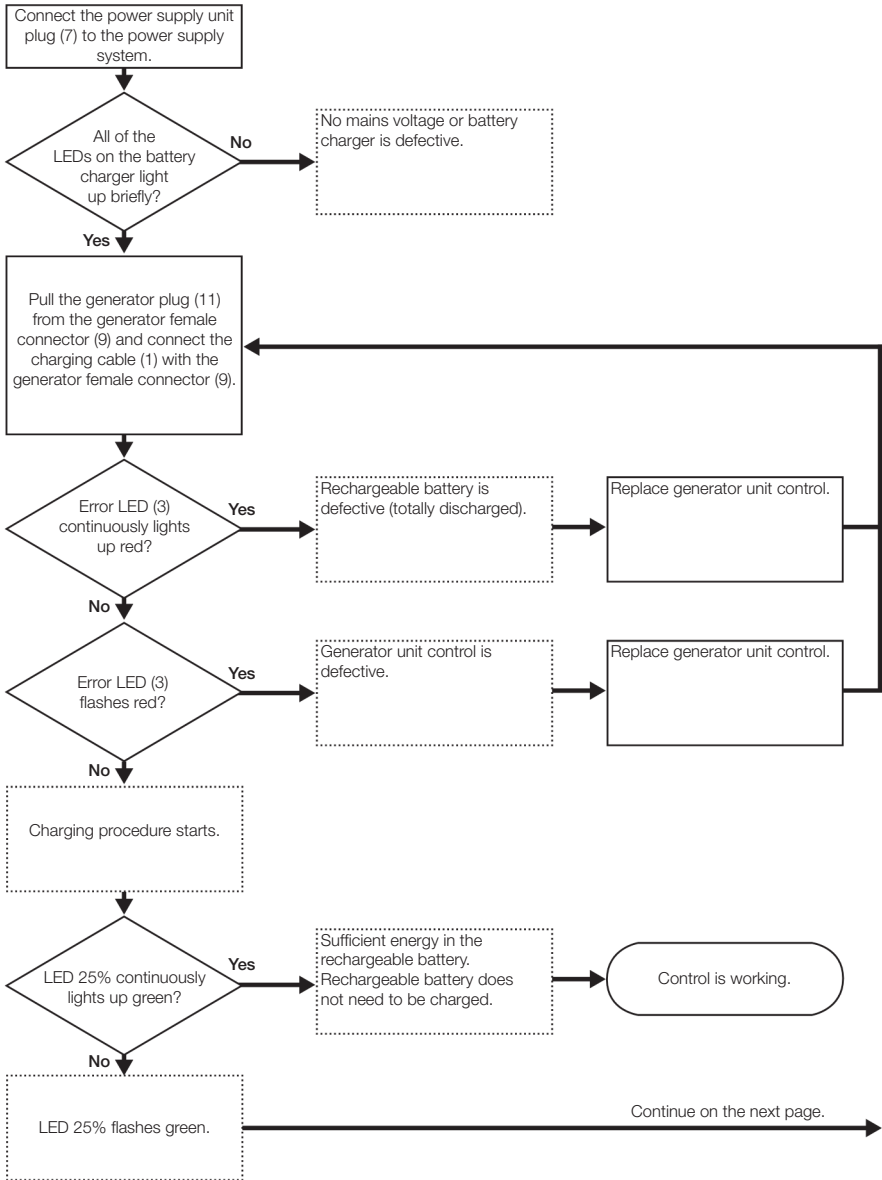 Connect the power supply unit
plug (7) to the power supply
system.
All of the
LEDs on the battery
charger light
up briefly?
No
No mains voltage or battery
charger is defective.
Yes
Pull the generator plug (11)
from the generator female
connector (9) and connect the
charging cable (1) with the
generator female connector (9).
Error LED (3)
continuously lights
up red?
Yes
Rechargeable battery is
defective (totally discharged).
Replace generator unit control.
No
Error LED (3)
flashes red?
Yes
Generator unit control is
defective.
Replace generator unit control.
No
Charging procedure starts.
LED 25% continuously
lights up green?
Yes
Sufficient energy in the
rechargeable battery.
Rechargeable battery does
not need to be charged.
Control is working.
No
LED 25% flashes green.
Continue on the next page.